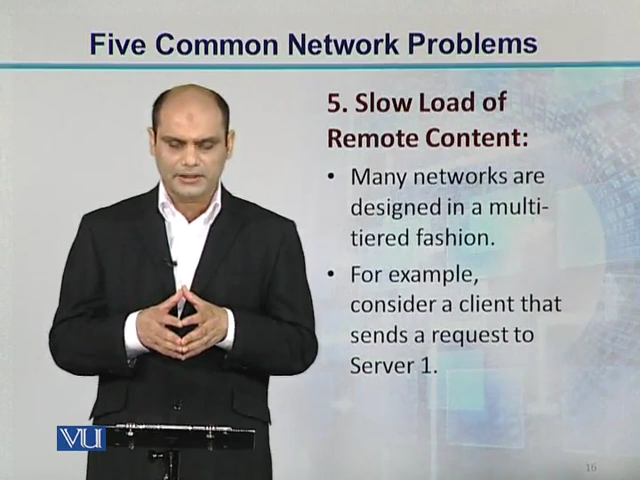 Five Common Network Problems
5. Slow Load of
Remote Content:
• Many networks are
designed in a multi-
tiered fashion.
• For example,
consider a client that
sends a request to
Server 1.
VU
16